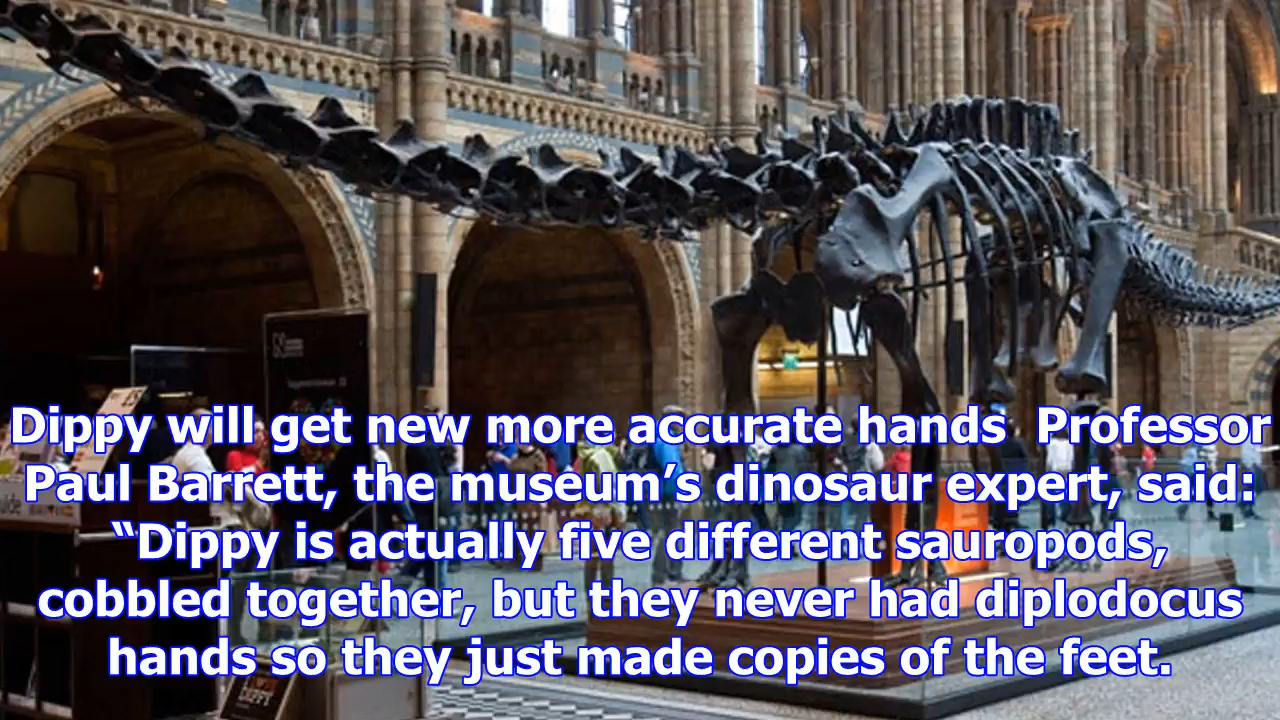 Dippy will get new more accurate hands  Professor
Paul Barrett, the museum’s dinosaur expert, said:
“Dippy is actually five different sauropods,
cobbled together, but they never had diplodocus
hands so they just made copies of the feet.